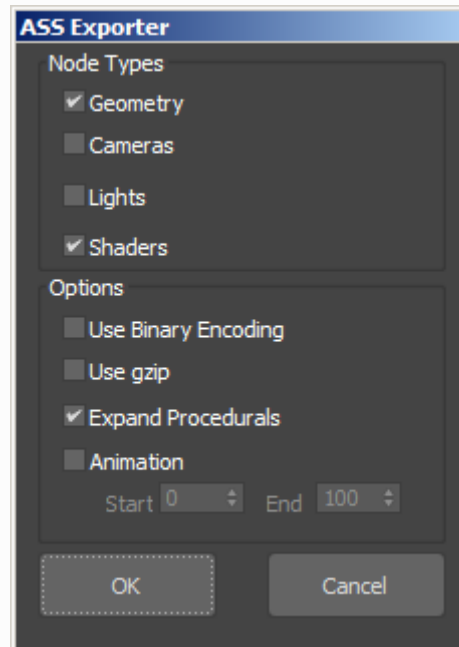 ASS Exporter
Node Types
Geometry
Cameras
Lights
Shaders
Options
Use Binary Encoding
Use gzip
Expand Procedurals
Animation
Start 0 End 100
OK Cancel